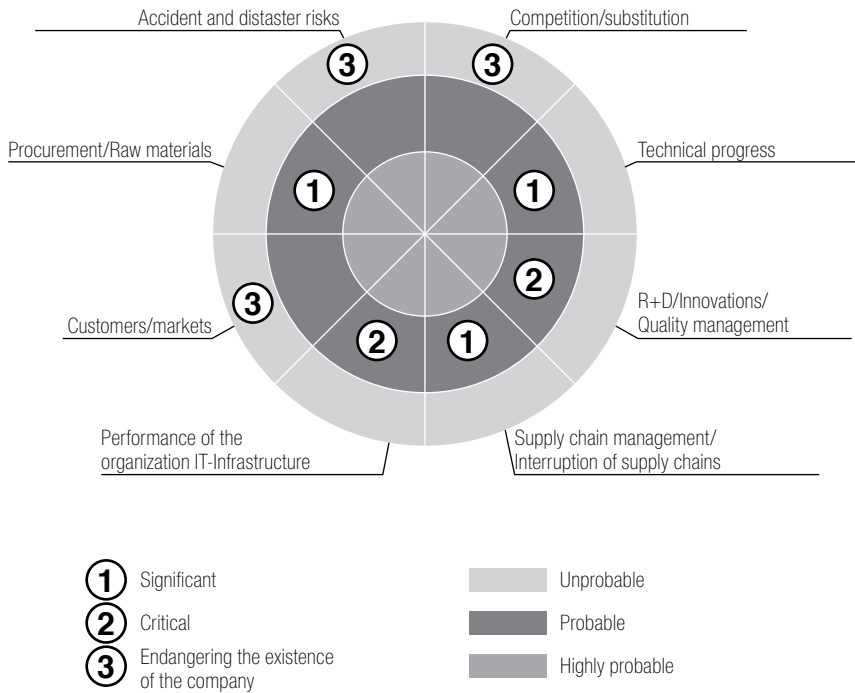 Accident and distaster risks
Competition/substitution
3
3
Procurement/Raw materials
Technical progress
1
1
2
3
R+D/Innovations/
Quality management
Customers/markets
2
1
Performance of the
organization IT-Infrastructure
Supply chain management/
Interruption of supply chains
1 Significant
Unprobable
2 Critical
Probable
3 Endangering the existence
of the company
Highly probable